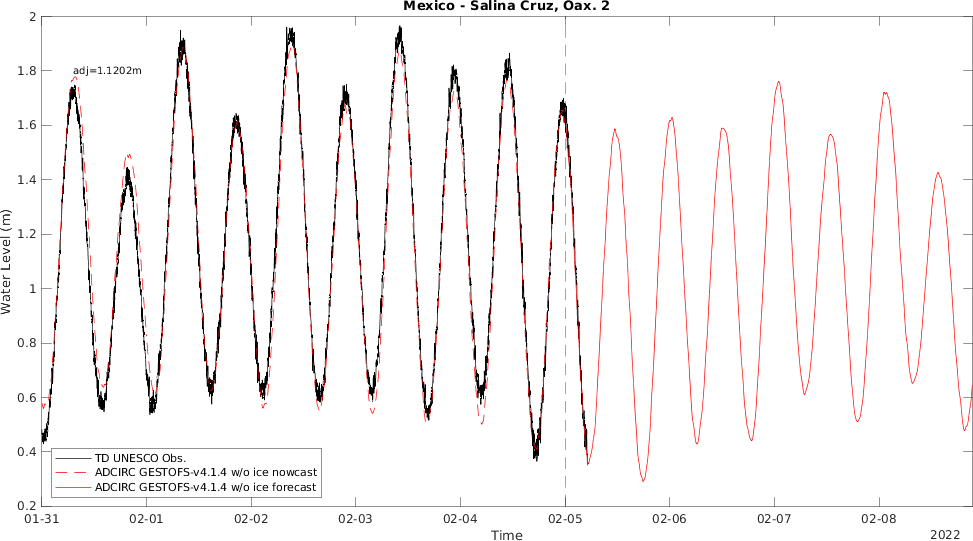 Mexico - Salina Cruz, Oax. 2
adj=1.1202m
2
1.8
1.6
1.4
1.2
1
0.8
0.6
0.4
0.2
Water Level (m)
TD UNESCO Obs.
ADCIRC GESTOFS-v4.1.4 w/o ice nowcast
ADCIRC GESTOFS-v4.1.4 w/o ice forecast
01-31 02-01 02-02 02-03 02-04 02-05 02-06 02-07 02-08
Time
2022